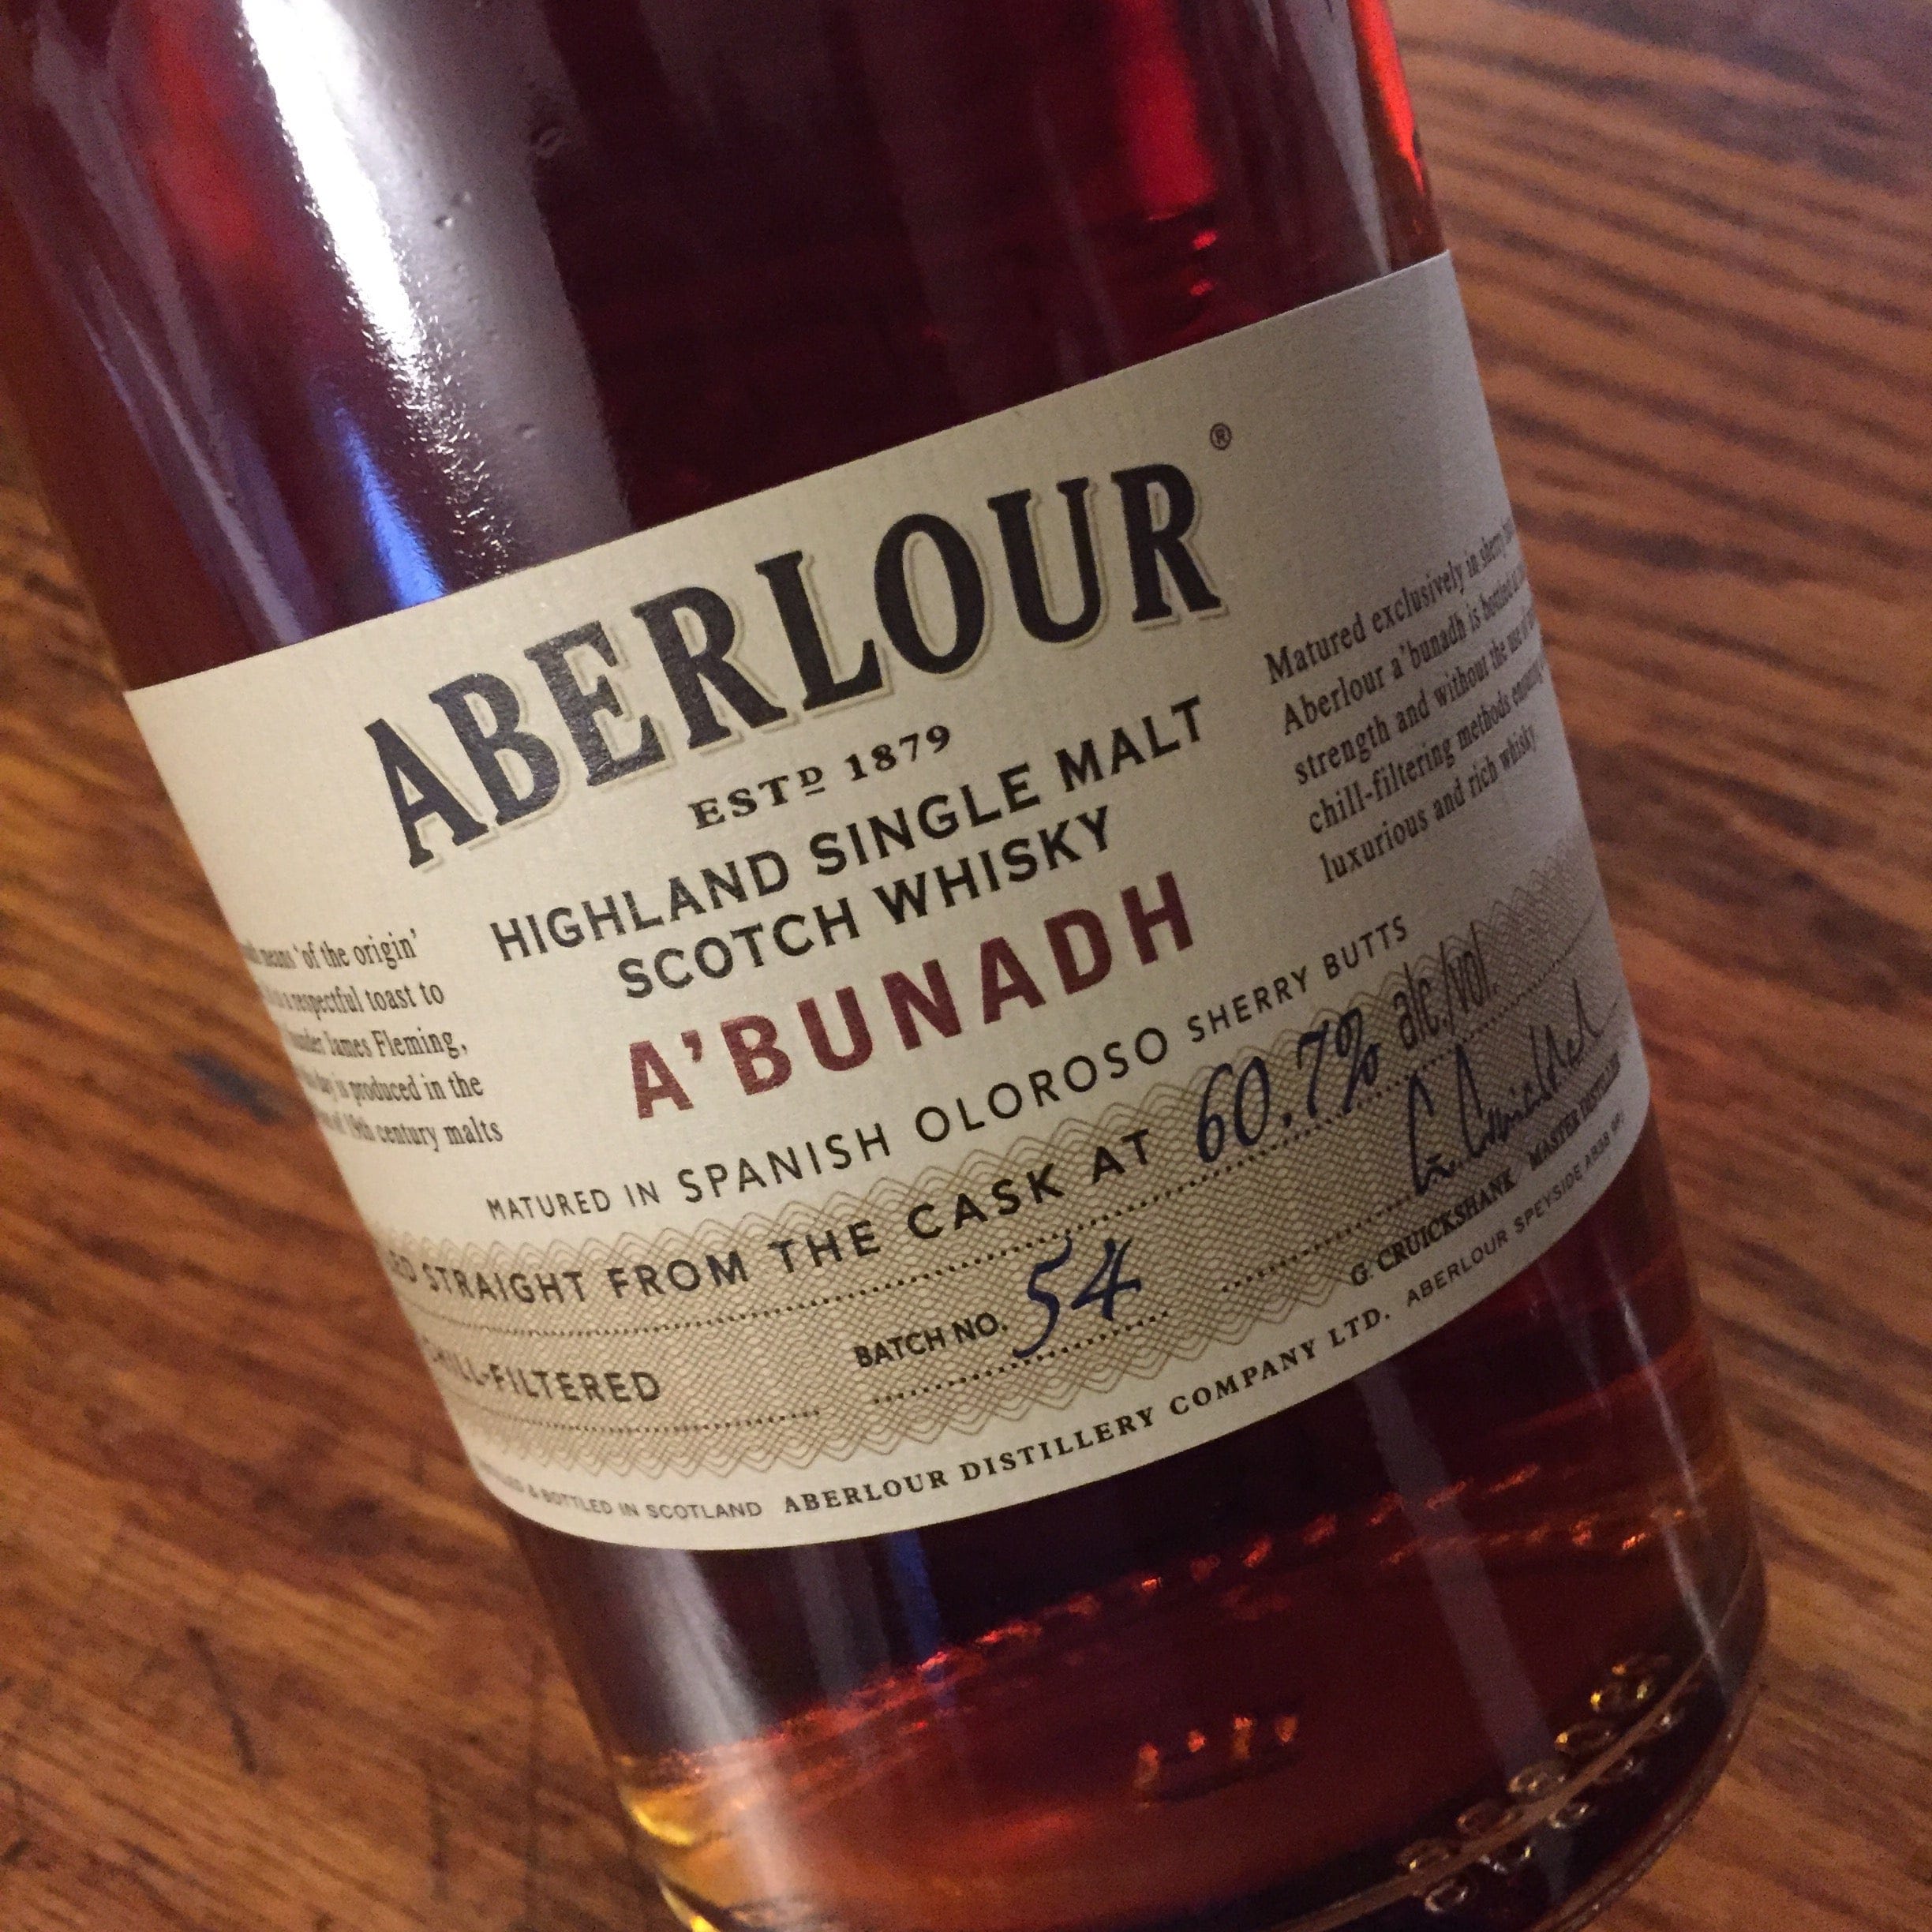 ABERLOUR®
ESTD 1879
HIGHLAND SINGLE MALT
SCOTCH WHISKY
A'BUNADH
MATURED IN SPANISH OLOROSO SHERRY BUTTS
STRAIGHT FROM THE CASK AT 60.7% alc./vol.
-FILTERED
BATCH NO. 54
G. CRUICKSHANK MASTER DISTILLER
& BOTTLED IN SCOTLAND ABERLOUR DISTILLERY COMPANY LTD. ABERLOUR SPEYSIDE AB38
means 'of the origin'
a respectful toast to
James Fleming,
is produced in the
of 19th century malts
Matured exclusively in sherry
Aberlour a'bunadh is bottled at
strength and without the use of
chill-filtering methods
luxurious and rich whisky